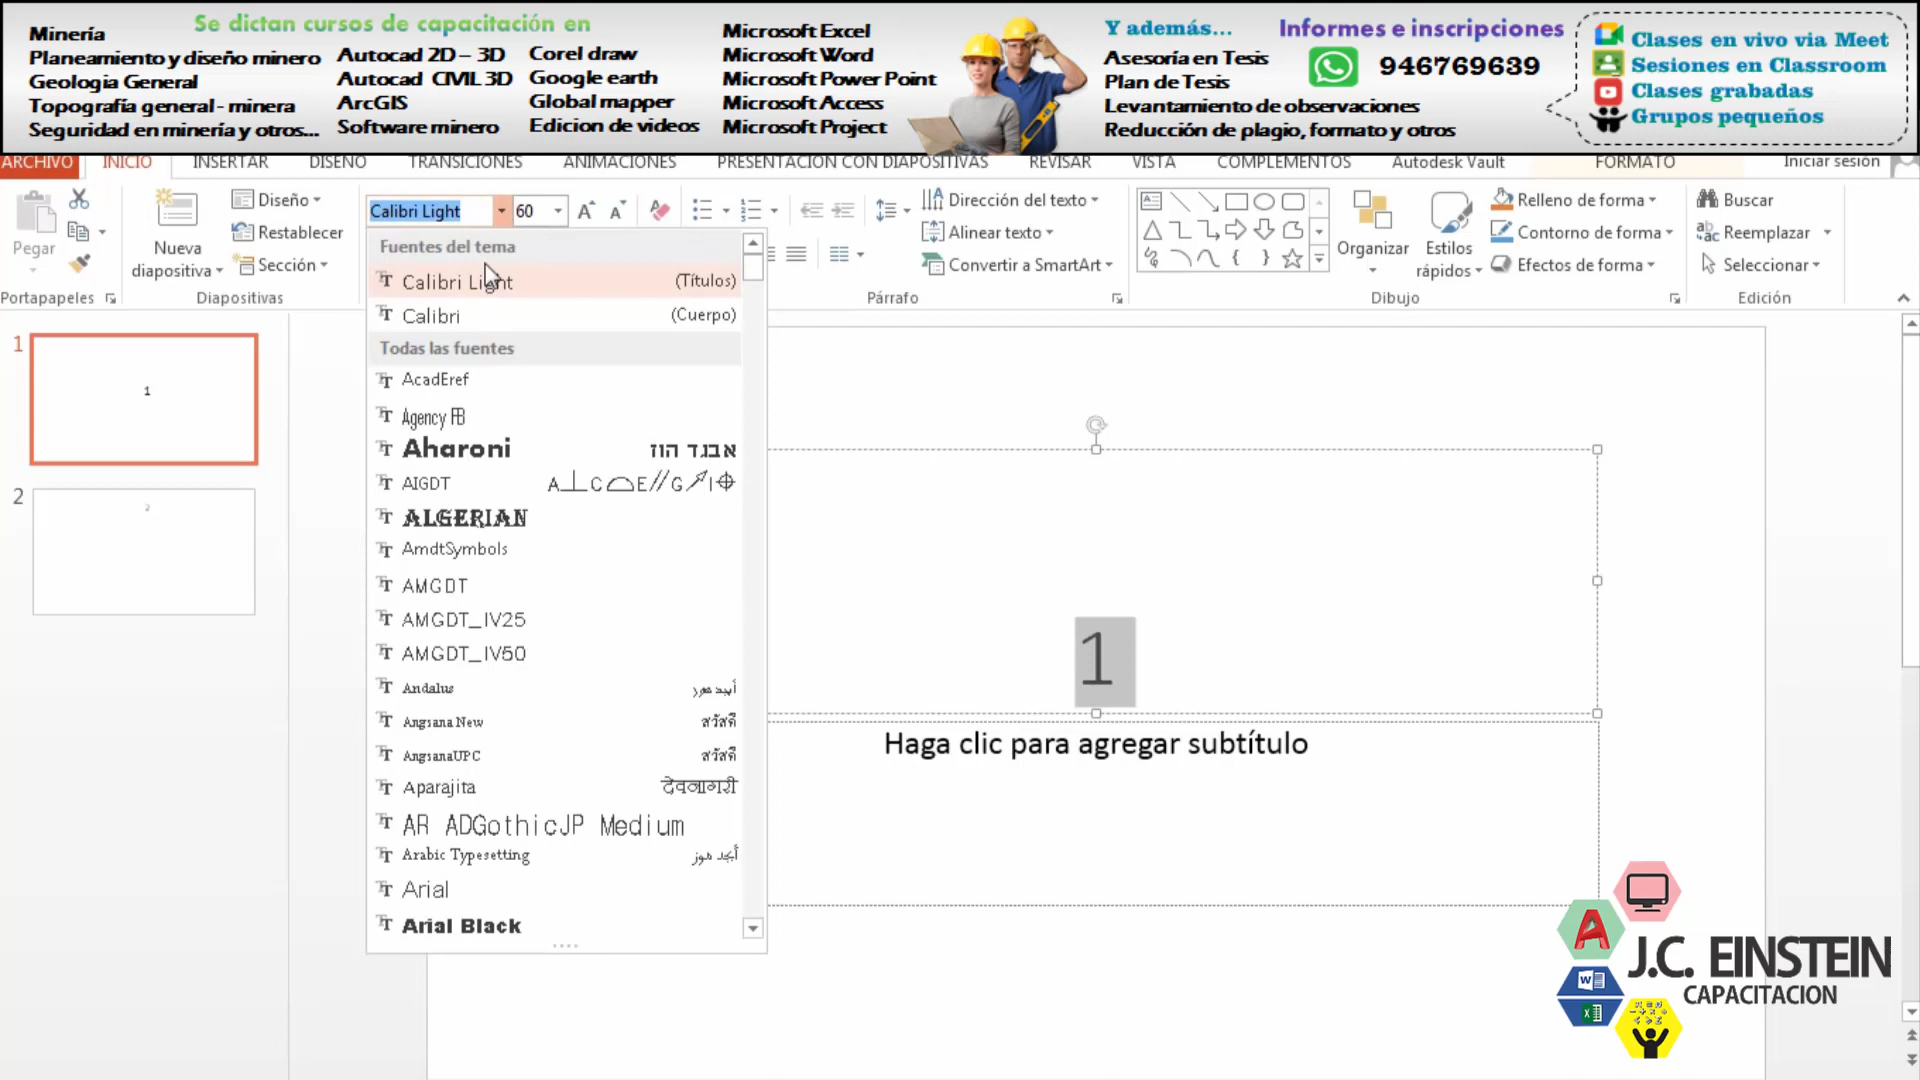 Se dictan cursos de capacitación en
Minería
Planeamiento y diseño minero
Geologia General
Topografía general - minera
Seguridad en minería y otros...
Autocad 2D - 3D
Autocad CIVIL 3D
ArcGIS
Software minero
Corel draw
Google earth
Global mapper
Edicion de videos
Microsoft Excel
Microsoft Word
Microsoft Power Point
Microsoft Access
Microsoft Project
Y además...
Asesoría en Tesis
Plan de Tesis
Levantamiento de observaciones
Reducción de plagio, formato y otros
Informes e inscripciones
946769639
Clases en vivo via Meet
Sesiones en Classroom
Clases grabadas
Grupos pequeños
ARCHIVO INICIO INSERTAR DISEÑO TRANSICIONES ANIMACIONES PRESENTACIÓN CON DIAPOSITIVAS REVISAR VISTA COMPLEMENTOS Autodesk Vault FORMATO Iniciar sesión
Pegar
Portapapeles
Nueva
diapositiva
Diseño
Restablecer
Sección
Diapositivas
Calibri Light 60
Dirección del texto
Alinear texto
Convertir a SmartArt
Párrafo
Organizar
Estilos
rápidos
Relleno de forma
Contorno de forma
Efectos de forma
Dibujo
Buscar
Reemplazar
Seleccionar
Edición
Fuentes del tema
Calibri Light (Títulos)
Calibri (Cuerpo)
Todas las fuentes
AcadEref
Agency FB
Aharoni אבגד הוז
AIGDT
ALGERIAN
AmdtSymbols
AMGDT
AMGDT_IV25
AMGDT_IV50
Andalus أبجد هوز
Angsana New สวัสดี
AngsanaUPC สวัสดี
Aparajita देवनागरी
AR ADGothicJP Medium
Arabic Typesetting أبجد هوز
Arial
Arial Black
1
1
2
2
1
Haga clic para agregar subtítulo
J.C. EINSTEIN
CAPACITACION